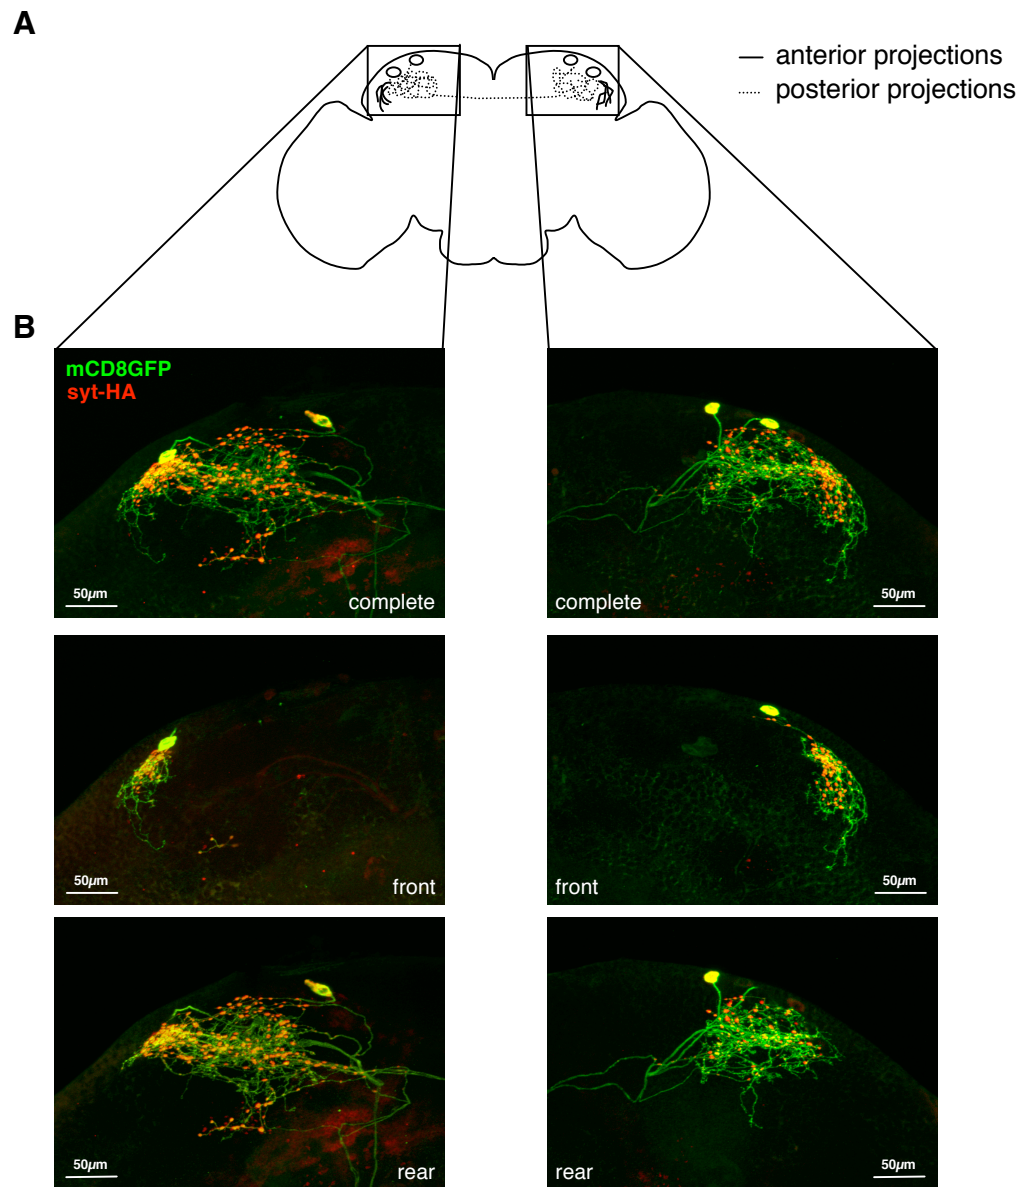 A
anterior projections
posterior projections
B
mCD8GFP
syt-HA
50µm
complete
complete
50µm
50µm
front
front
50µm
50µm
rear
rear
50µm